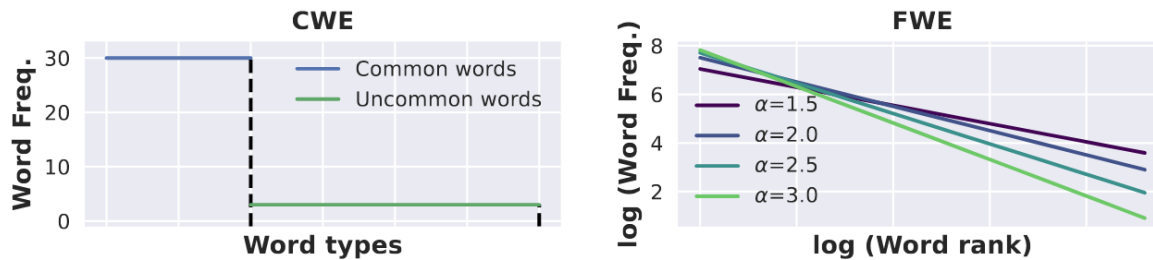 CWE
Word Freq.
30
20
10
0
Common words
Uncommon words
Word types
FWE
log (Word Freq.)
8
6
4
2
α=1.5
α=2.0
α=2.5
α=3.0
log (Word rank)